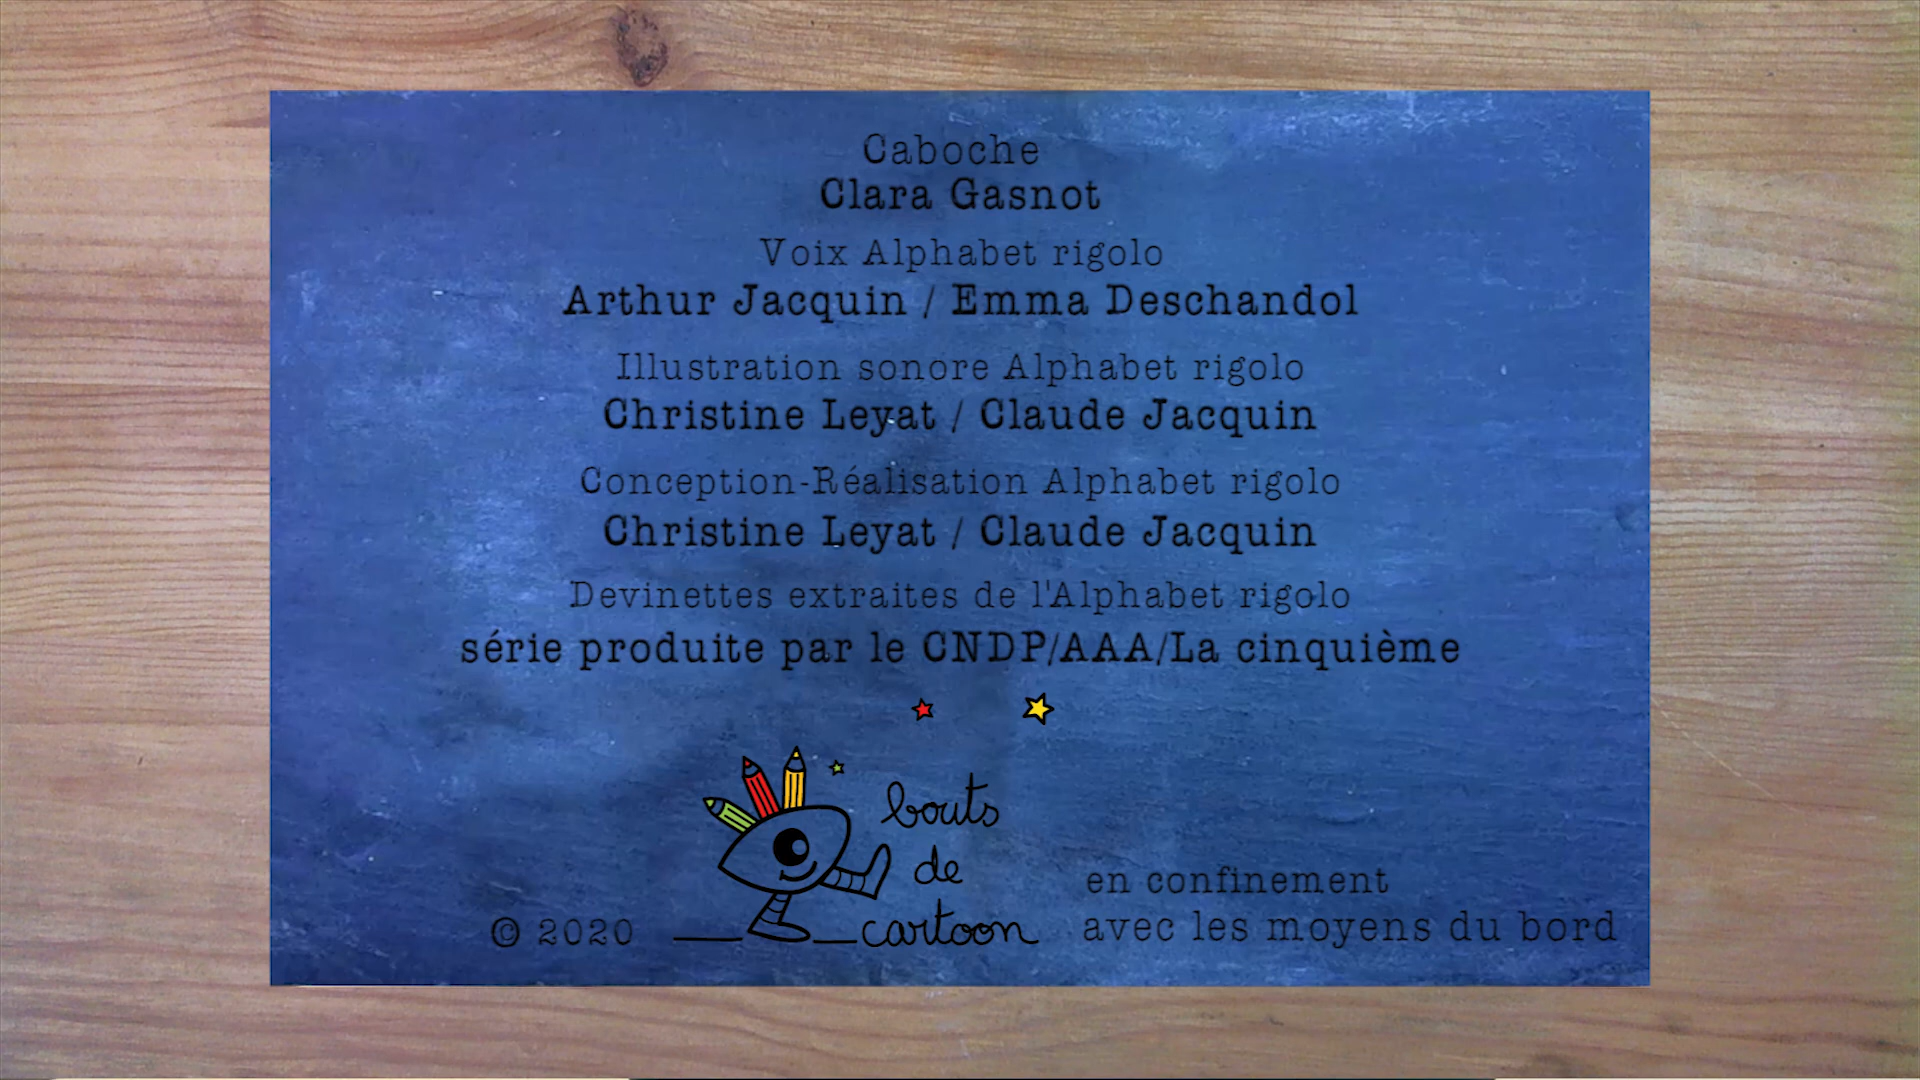 Caboche
Clara Gasnot
Voix Alphabet rigolo
Arthur Jacquin / Emma Deschandol
Illustration sonore Alphabet rigolo
Christine Leyat / Claude Jacquin
Conception-Réalisation Alphabet rigolo
Christine Leyat / Claude Jacquin
Devinettes extraites de l'Alphabet rigolo
série produite par le CNDP/AAA/La cinquième
bouts
de
cartoon
© 2020
en confinement
avec les moyens du bord